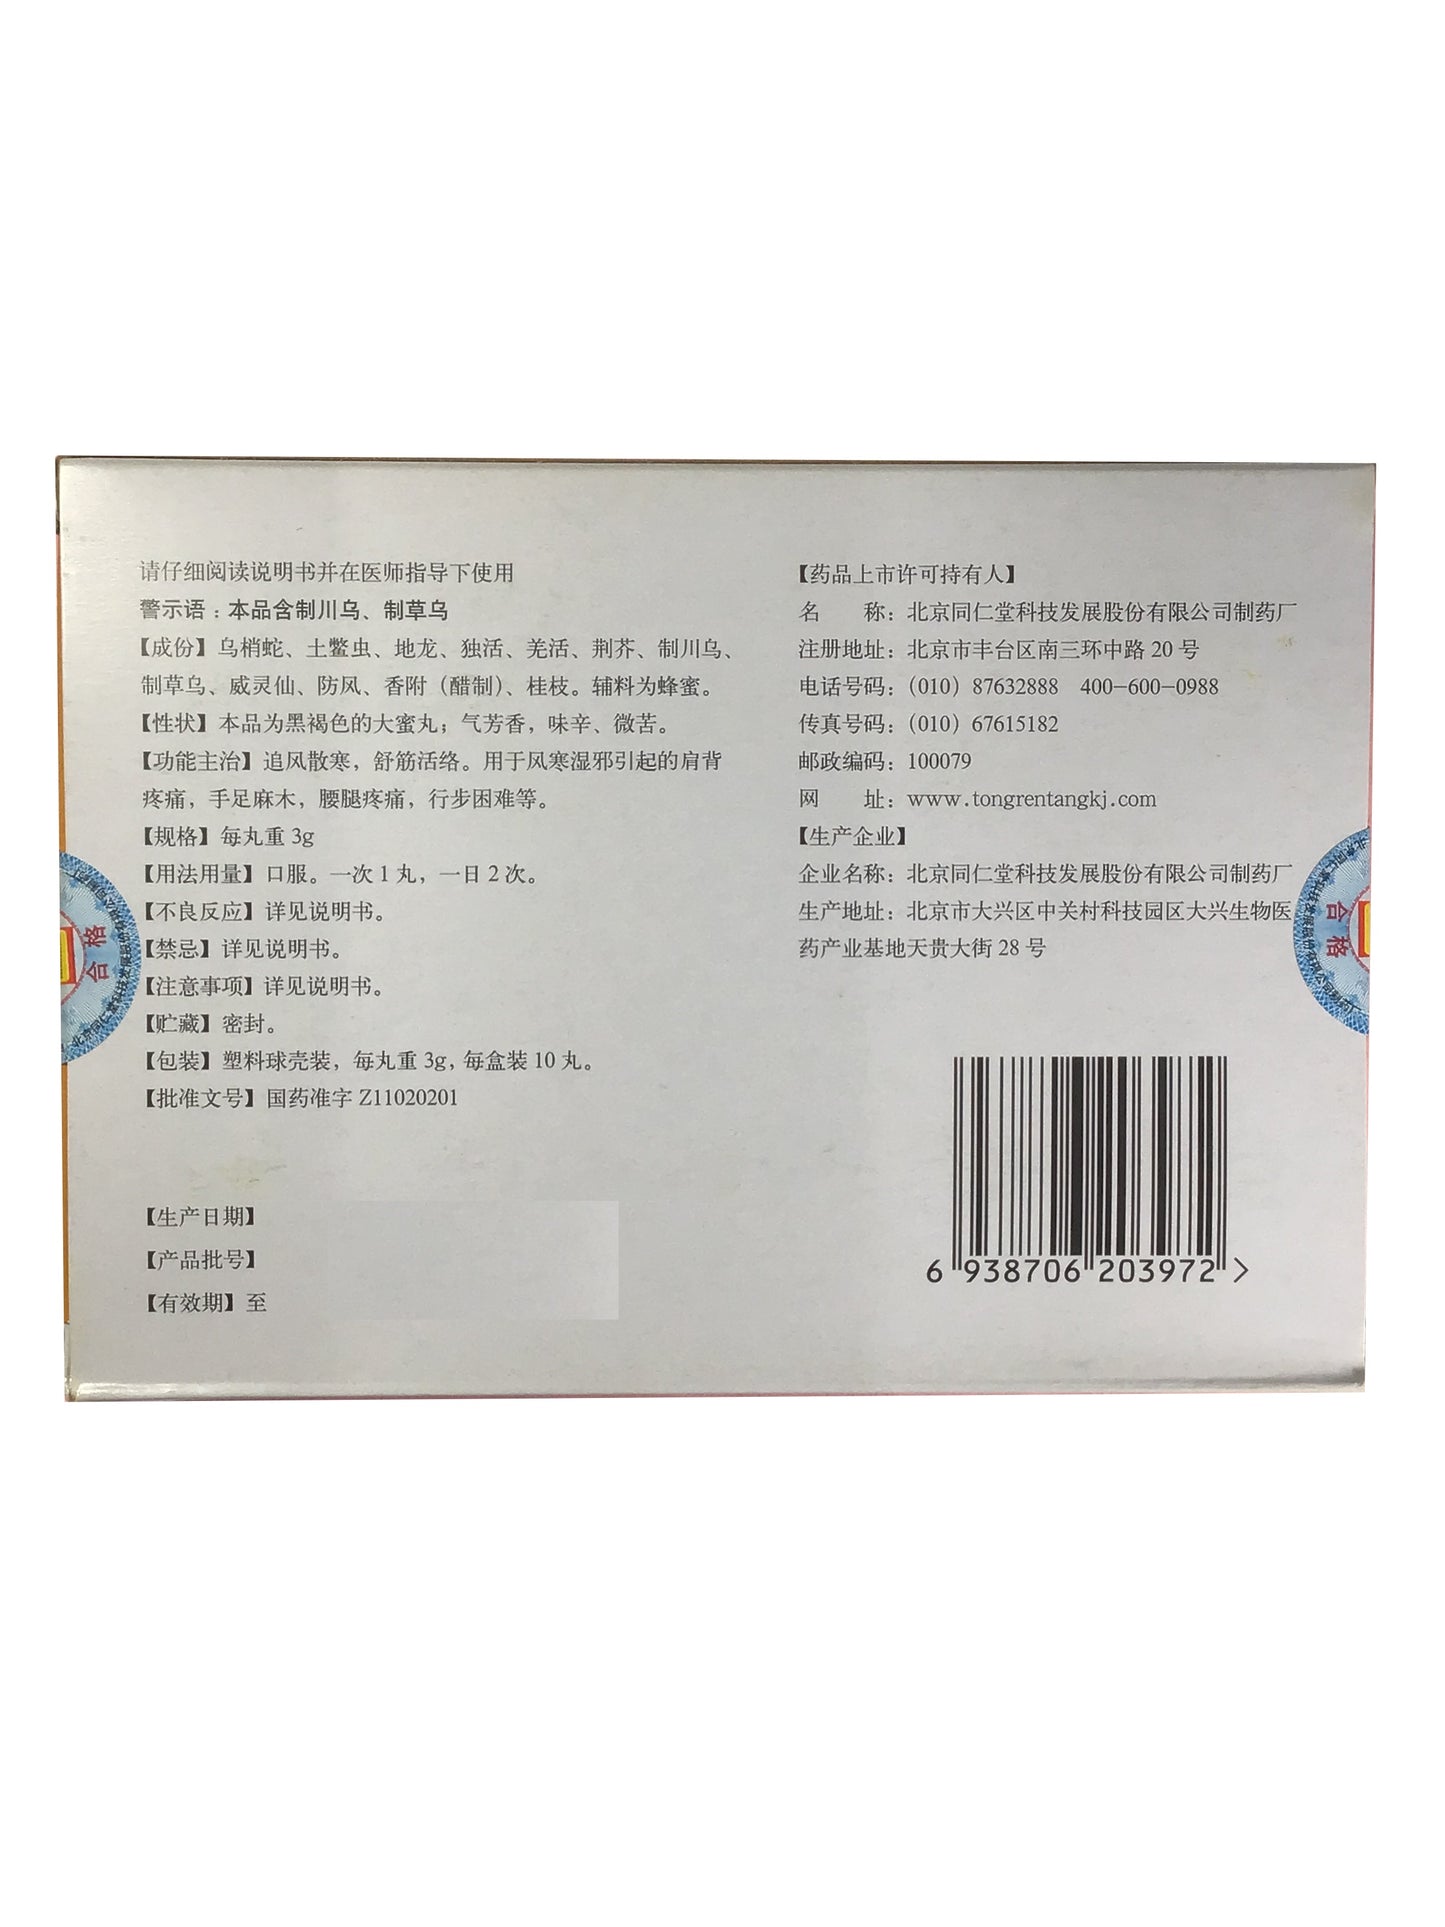 请仔细阅读说明书并在医师指导下使用
警示语：本品含制川乌、制草乌
【成份】乌梢蛇、土鳖虫、地龙、独活、羌活、荆芥、制川乌、
制草乌、威灵仙、防风、香附（醋制）、桂枝。辅料为蜂蜜。
【性状】本品为黑褐色的大蜜丸；气芳香，味辛、微苦。
【功能主治】追风散寒，舒筋活络。用于风寒湿邪引起的肩背
疼痛，手足麻木，腰腿疼痛，行步困难等。
【规格】每丸重 3g
【用法用量】口服。一次 1 丸，一日 2 次。
【不良反应】详见说明书。
【禁忌】详见说明书。
【注意事项】详见说明书。
【贮藏】密封。
【包装】塑料球壳装，每丸重 3g，每盒装 10 丸。
【批准文号】国药准字 Z11020201
【生产日期】
【产品批号】
【有效期】至
【药品上市许可持有人】
名　　称：北京同仁堂科技发展股份有限公司制药厂
注册地址：北京市丰台区南三环中路 20 号
电话号码：（010）87632888　400-600-0988
传真号码：（010）67615182
邮政编码：100079
网　　址：www.tongrentangkj.com
【生产企业】
企业名称：北京同仁堂科技发展股份有限公司制药厂
生产地址：北京市大兴区中关村科技园区大兴生物医
药产业基地天贵大街 28 号
6 938706 203972 >
合格
合格